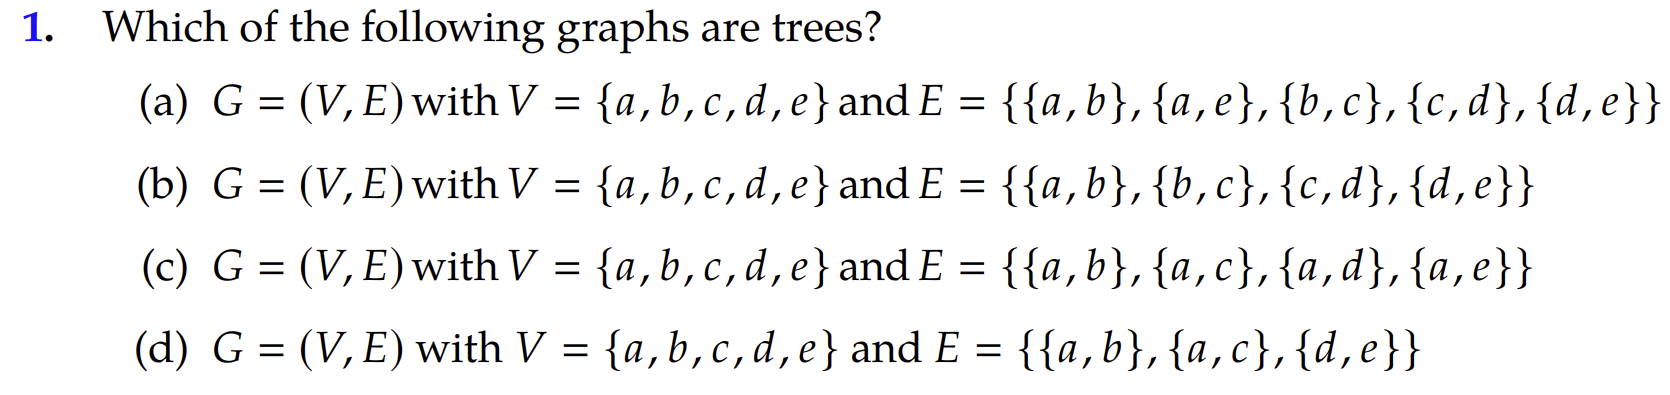 1. Which of the following graphs are trees?
(a) G = (V, E) with V = {a, b, c, d, e} and E = {{a, b}, {a, e}, {b, c}, {c, d}, {d, e}}
(b) G = (V, E) with V = {a, b, c, d, e} and E = {{a, b}, {b, c}, {c, d}, {d, e}}
(c) G = (V, E) with V = {a, b, c, d, e} and E = {{a, b}, {a, c}, {a, d}, {a, e}}
(d) G = (V, E) with V = {a, b, c, d, e} and E = {{a, b}, {a, c}, {d, e}}